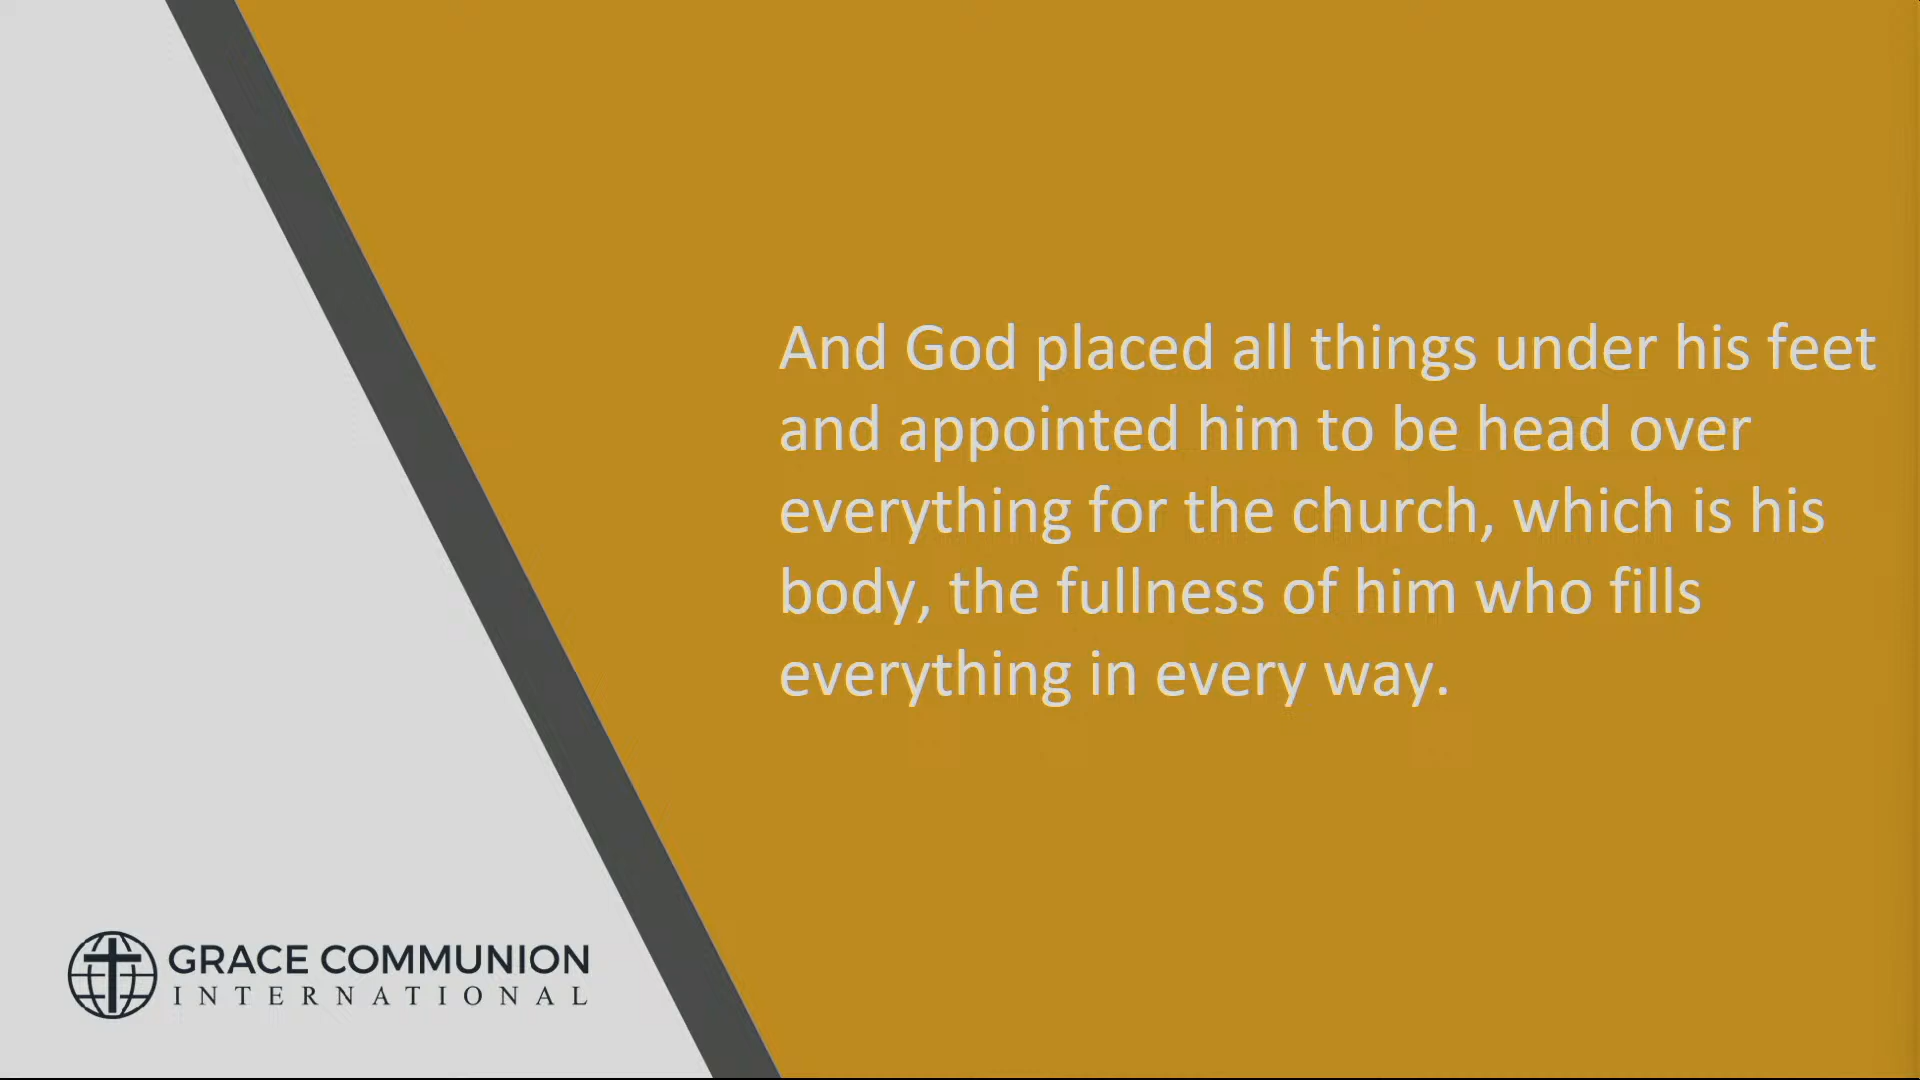 And God placed all things under his feet
and appointed him to be head over
everything for the church, which is his
body, the fullness of him who fills
everything in every way.
GRACE COMMUNION
INTERNATIONAL